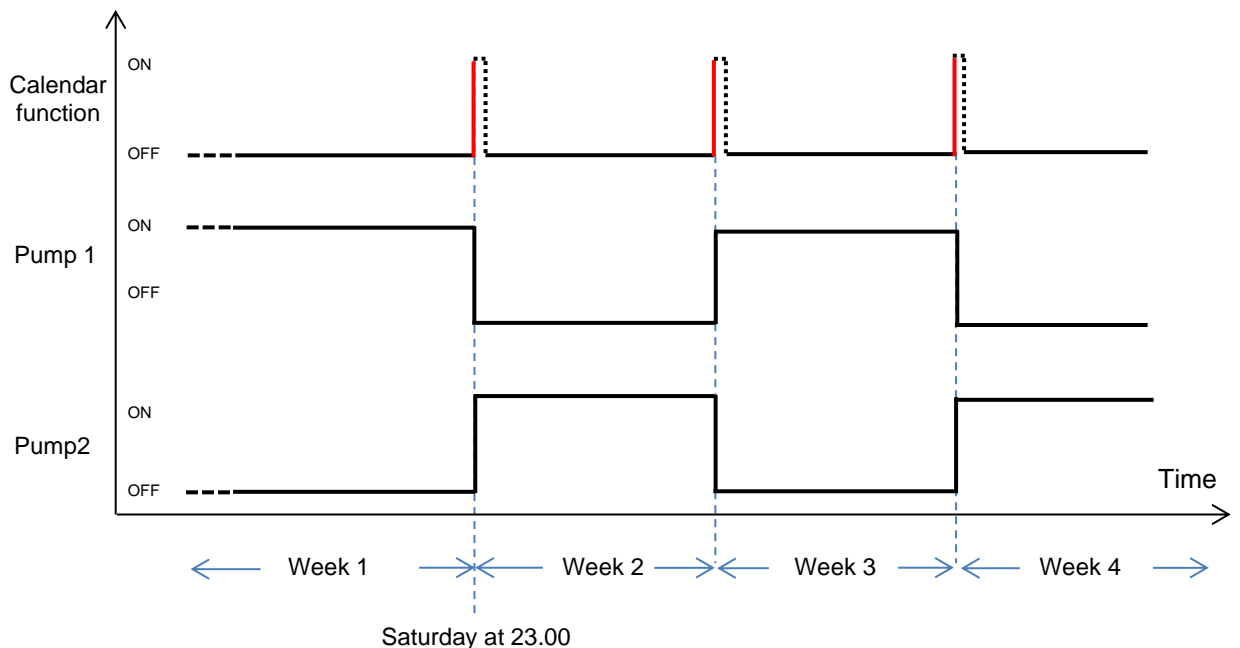 ON
Calendar
function
OFF
ON
Pump 1
OFF
ON
Pump2
OFF
Time
Week 1
Week 2
Week 3
Week 4
Saturday at 23.00